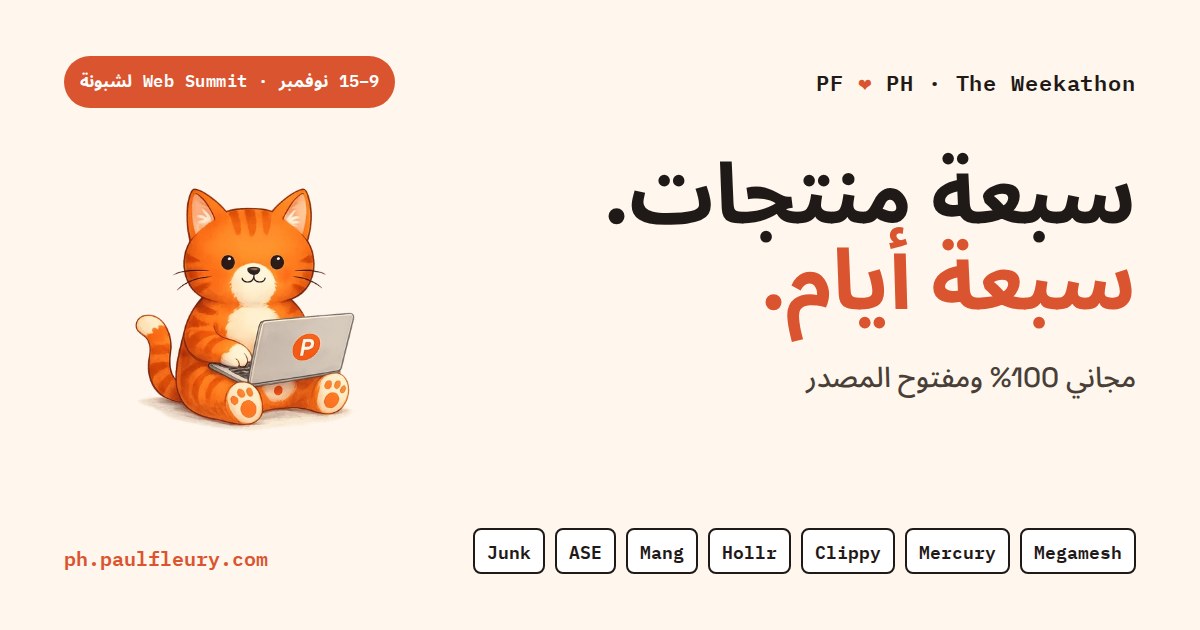 PF ❤ PH · The Weekathon
9–15 نوفمبر · Web Summit لشبونة
سبعة منتجات.
سبعة أيام.
مجاني 100% ومفتوح المصدر
P
Megamesh
Mercury
Clippy
Hollr
Mang
ASE
Junk
ph.paulfleury.com